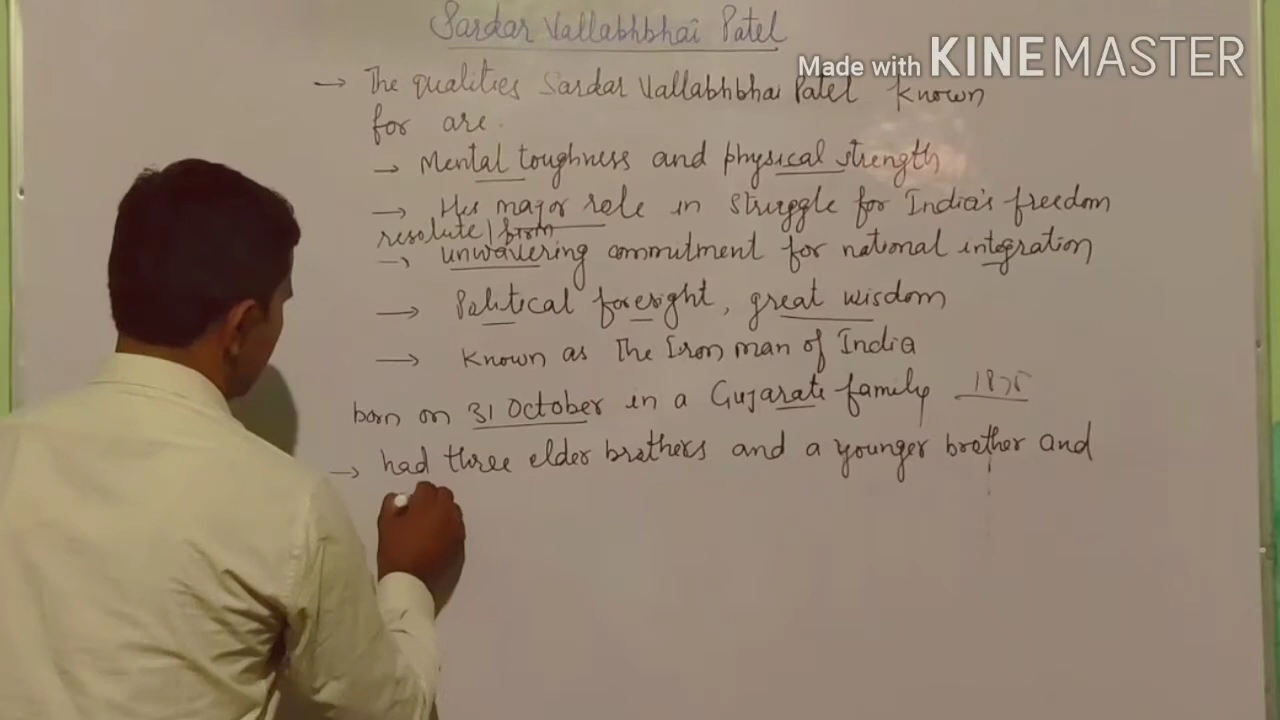 Sardar Vallabhbhai Patel
Made with KINEMASTER
→ The qualities Sardar Vallabhbhai Patel known
for are.
→ Mental toughness and physical strength
→ His major role in struggle for India's freedom
resolute/firm
→ unwavering commitment for national integration
→ Political foresight, great wisdom
→ Known as The Iron man of India
born on 31 October in a Gujarati family 1875
→ had three elder brothers and a younger brother and